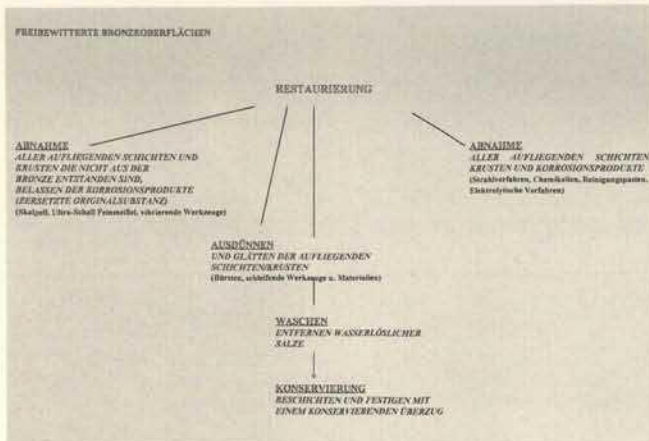 FREIBEWITTERTE BRONZEOBERFLÄCHEN
RESTAURIERUNG
ABNAHME
ALLER AUFLIEGENDEN SCHICHTEN UND
KRUSTEN DIE NICHT AUS DER
BRONZE ENTSTANDEN SIND,
BELASSEN DER KORROSIONSPRODUKTE
(ZERSETZTE ORIGINALSUBSTANZ)
(Skalpell, Ultra-Schall Feinmeißel, vibrierende Werkzeuge)
ABNAHME
ALLER AUFLIEGENDEN SCHICHTEN
KRUSTEN UND KORROSIONSPRODUKTE
(Strahlverfahren, Chemikalien, Reinigungspasten,
Elektrolytische Verfahren)
AUSDÜNNEN
UND GLÄTTEN DER AUFLIEGENDEN
SCHICHTEN/KRUSTEN
(Bürsten, schleifende Werkzeuge u. Materialien)
WASCHEN
ENTFERNEN WASSERLÖSLICHER
SALZE
KONSERVIERUNG
BESCHICHTEN UND FESTIGEN MIT
EINEM KONSERVIERENDEN ÜBERZUG